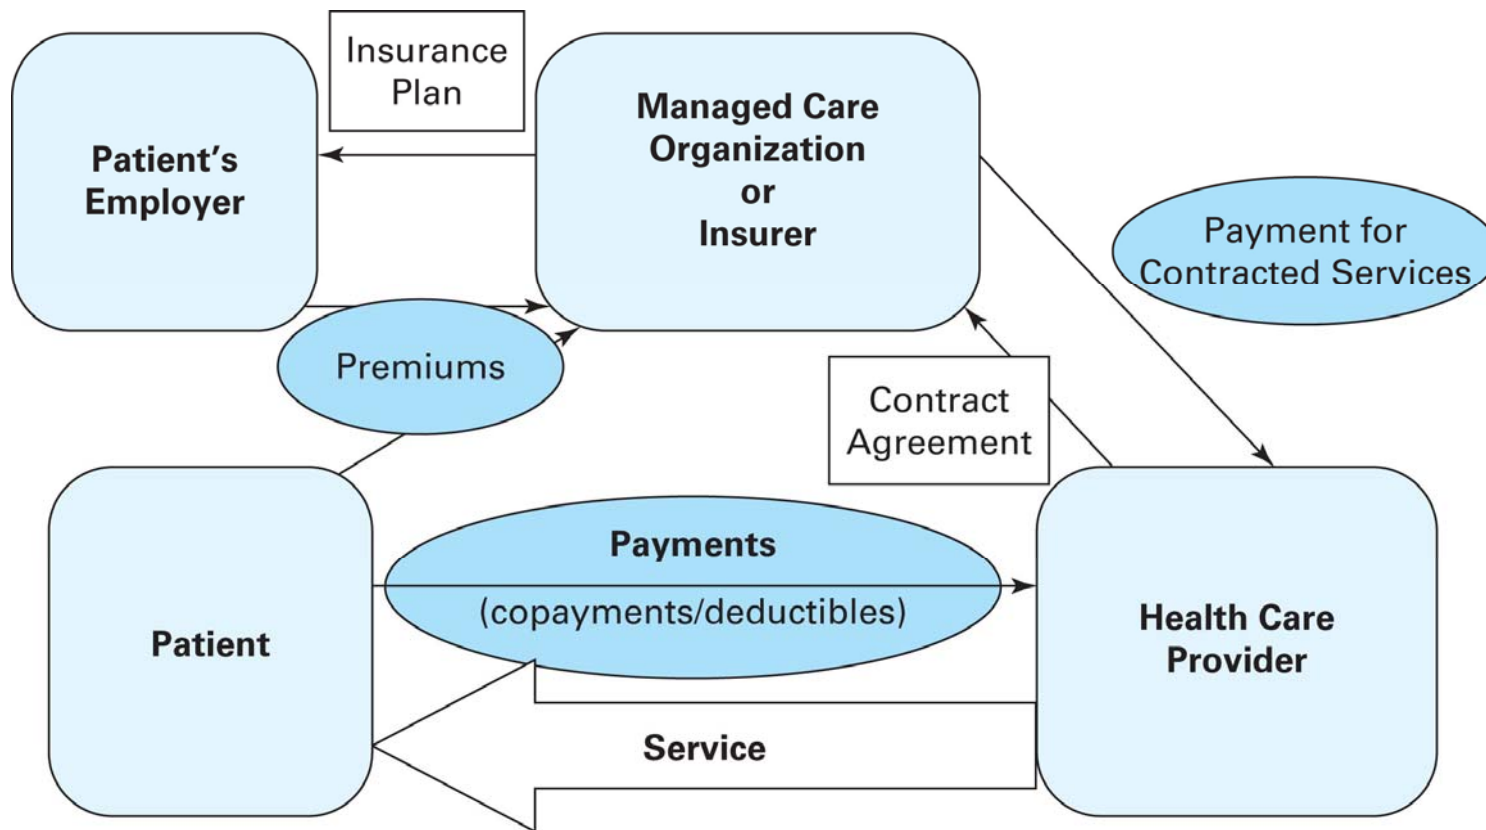 Insurance
Plan
Patient's
Employer
Managed Care
Organization
or
Insurer
Payment for
Contracted Services
Premiums
Contract
Agreement
Payments
(copayments/deductibles)
Patient
Health Care
Provider
Service